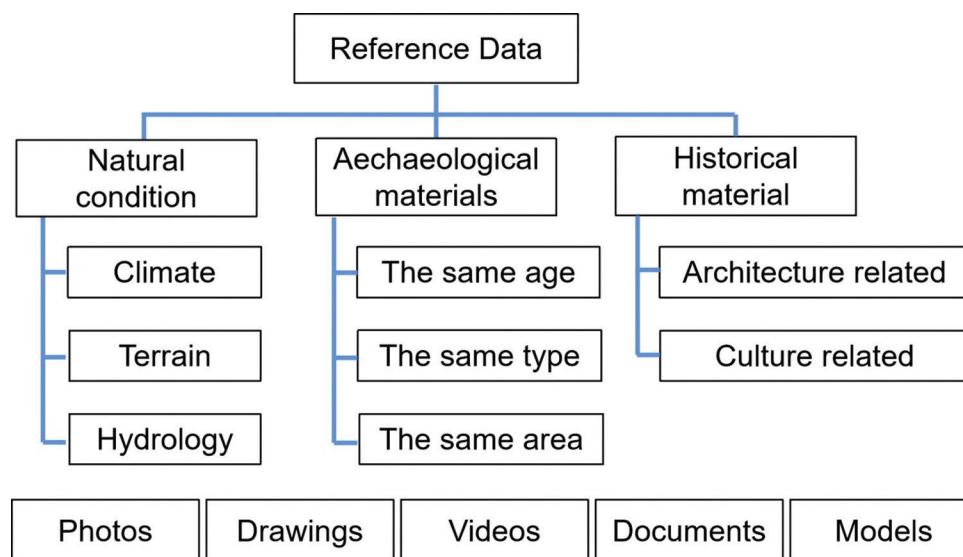 Reference Data
Natural
condition
Aechaeological
materials
Historical
material
Climate
The same age
Architecture related
Terrain
The same type
Culture related
Hydrology
The same area
Photos
Drawings
Videos
Documents
Models